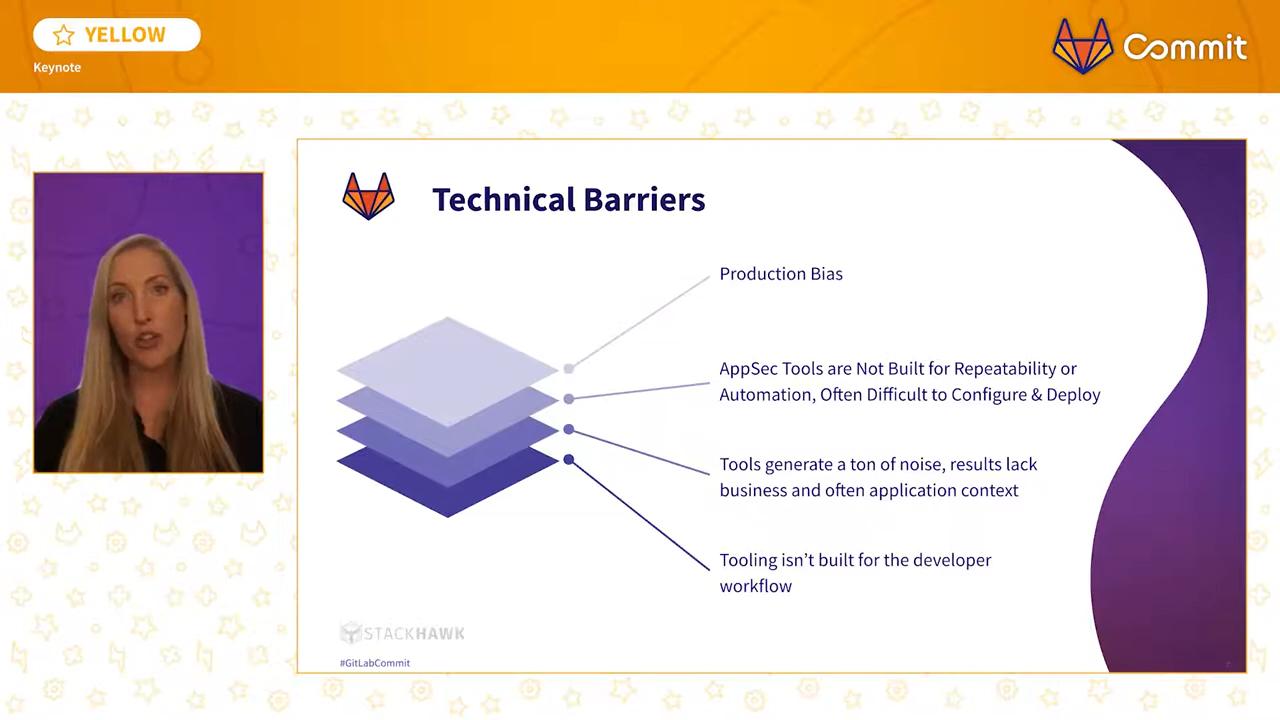 YELLOW
Keynote
Commit
Technical Barriers
Production Bias
AppSec Tools are Not Built for Repeatability or
Automation, Often Difficult to Configure & Deploy
Tools generate a ton of noise, results lack
business and often application context
Tooling isn't built for the developer
workflow
STACKHAWK
#GitLabCommit